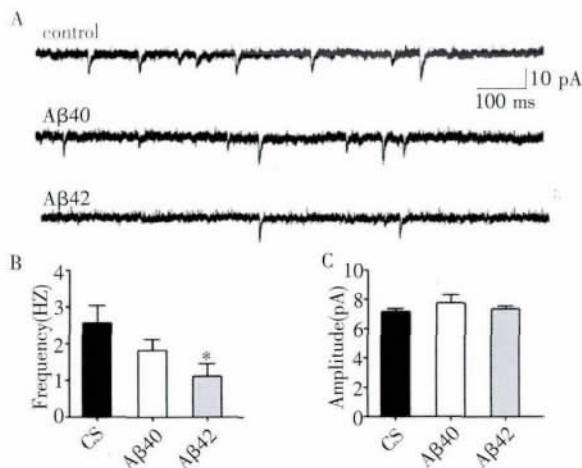 A
control
10 pA
100 ms
Aβ40
Aβ42
B
Frequency(HZ)
4
3
2
1
0
*
CS
Aβ40
Aβ42
C
Amplitude(pA)
10
8
6
4
2
0
CS
Aβ40
Aβ42